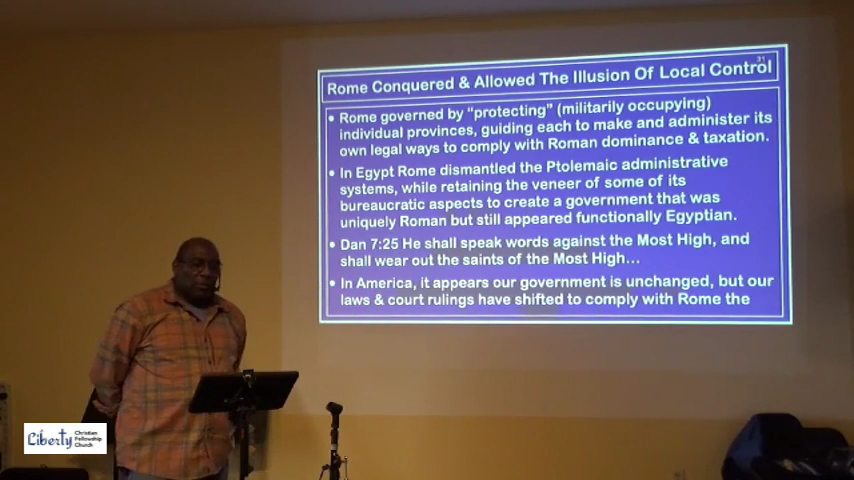 31
Rome Conquered & Allowed The Illusion Of Local Control
• Rome governed by “protecting” (militarily occupying)
individual provinces, guiding each to make and administer its
own legal ways to comply with Roman dominance & taxation.
• In Egypt Rome dismantled the Ptolemaic administrative
systems, while retaining the veneer of some of its
bureaucratic aspects to create a government that was
uniquely Roman but still appeared functionally Egyptian.
• Dan 7:25 He shall speak words against the Most High, and
shall wear out the saints of the Most High...
• In America, it appears our government is unchanged, but our
laws & court rulings have shifted to comply with Rome the
Liberty
Christian
Fellowship
Church